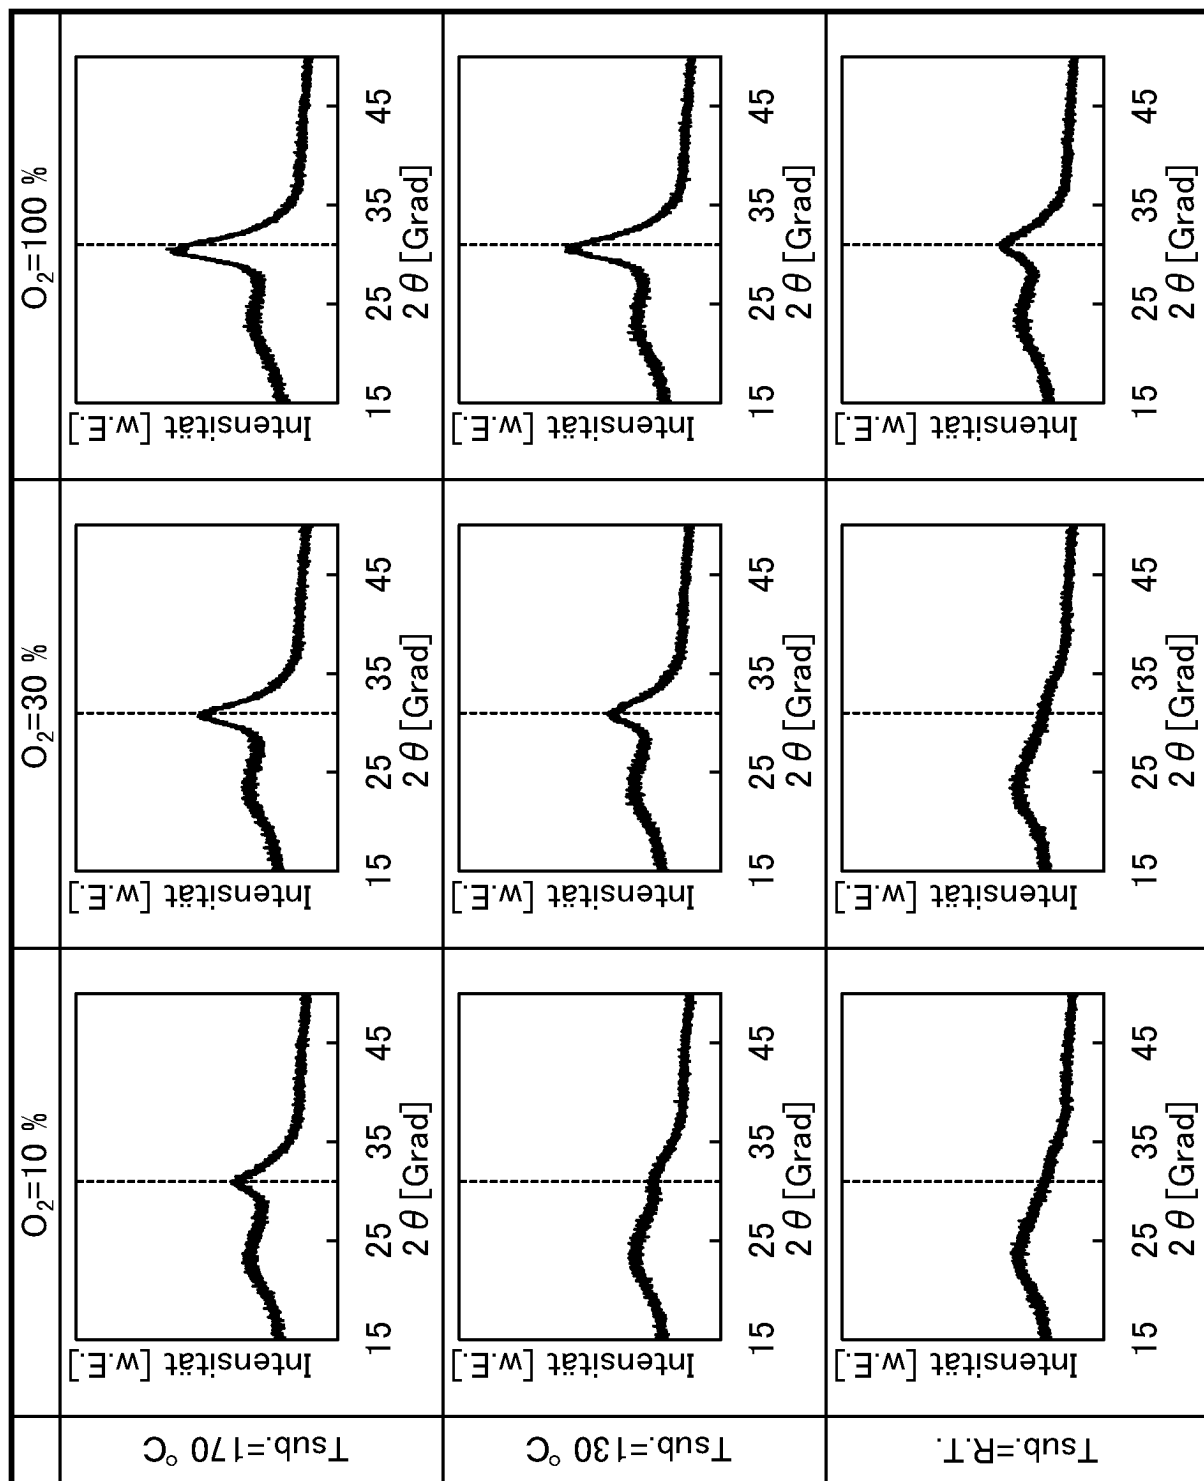 O₂=10 %
O₂=30 %
O₂=100 %
Tsub.=170 °C
Intensität [w.E.]
15 25 35 45
2θ [Grad]
Intensität [w.E.]
15 25 35 45
2θ [Grad]
Intensität [w.E.]
15 25 35 45
2θ [Grad]
Tsub.=130 °C
Intensität [w.E.]
15 25 35 45
2θ [Grad]
Intensität [w.E.]
15 25 35 45
2θ [Grad]
Intensität [w.E.]
15 25 35 45
2θ [Grad]
Tsub.=R.T.
Intensität [w.E.]
15 25 35 45
2θ [Grad]
Intensität [w.E.]
15 25 35 45
2θ [Grad]
Intensität [w.E.]
15 25 35 45
2θ [Grad]